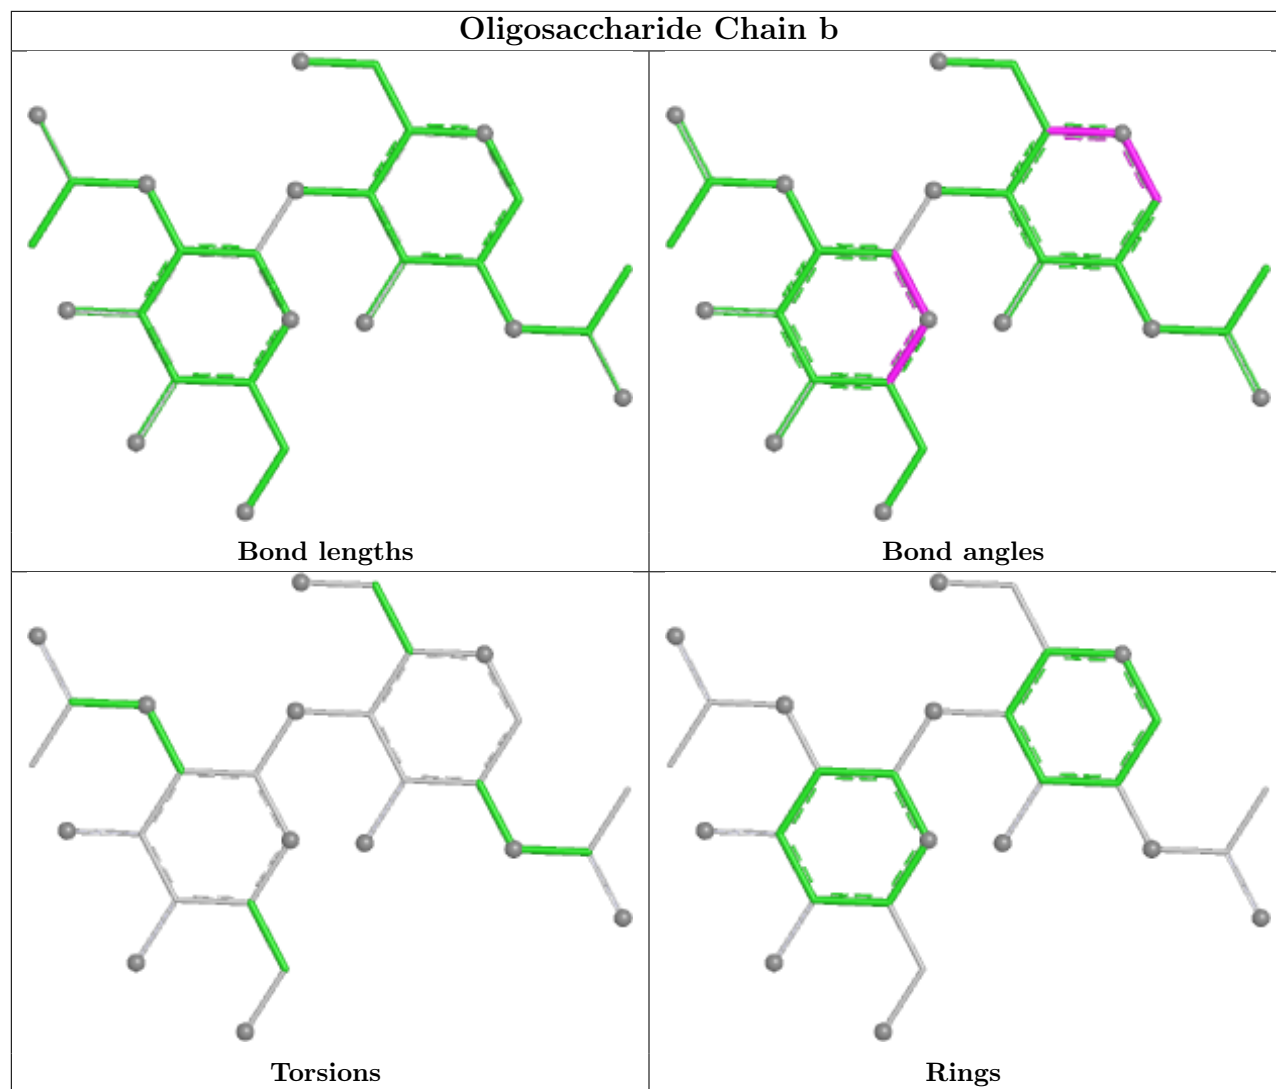 Oligosaccharide Chain b
Bond lengths
Bond angles
Torsions
Rings